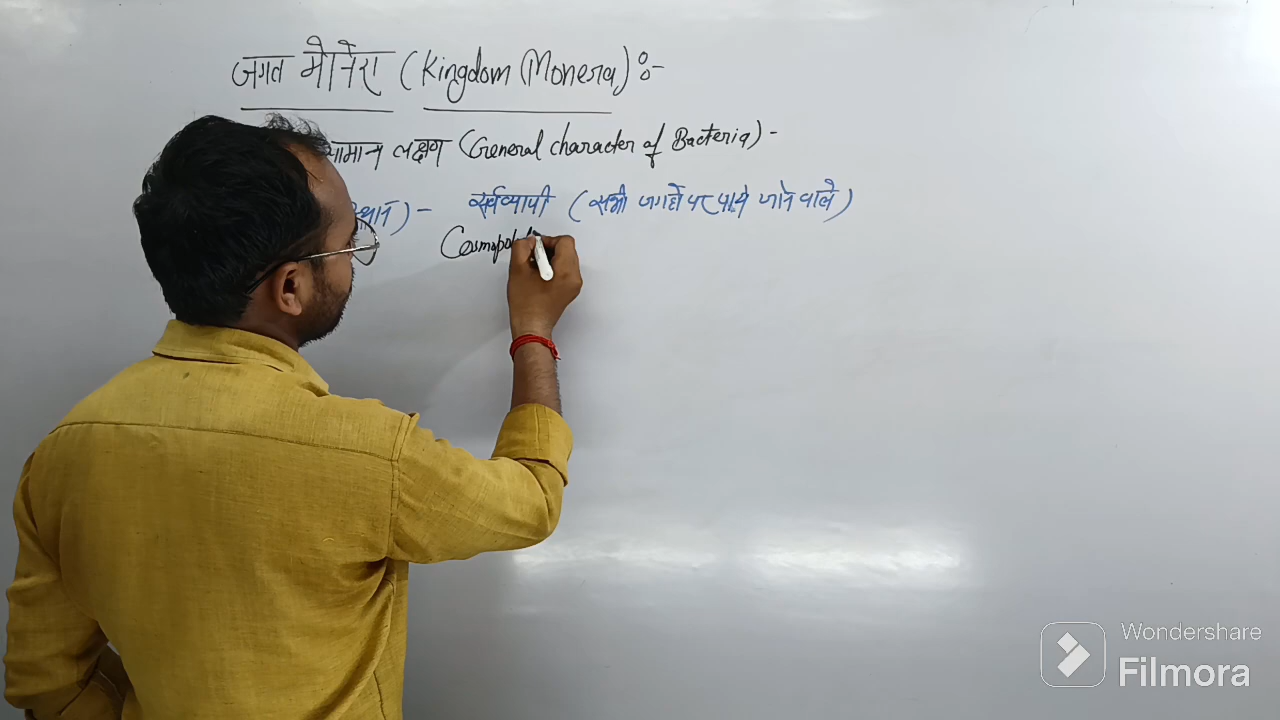 जगत मोनेरा (Kingdom Monera) :-
सामान्य लक्षण (General character of Bacteria) -
स्थान) - सर्वव्यापी (सभी जगहों पर पाये जाने वाले)
Cosmopol
Wondershare
Filmora